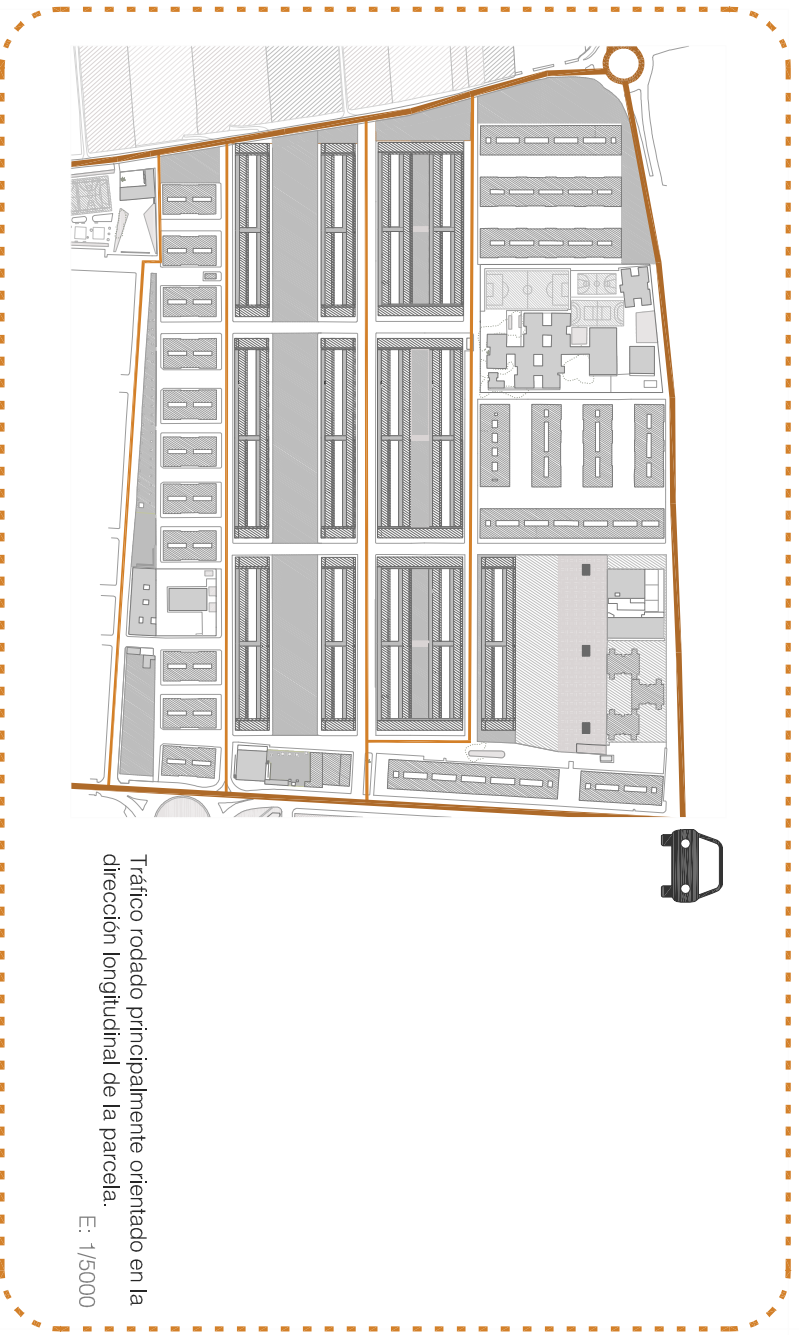 Tráfico rodado principalmente orientado en la
dirección longitudinal de la parcela.
E: 1/5000